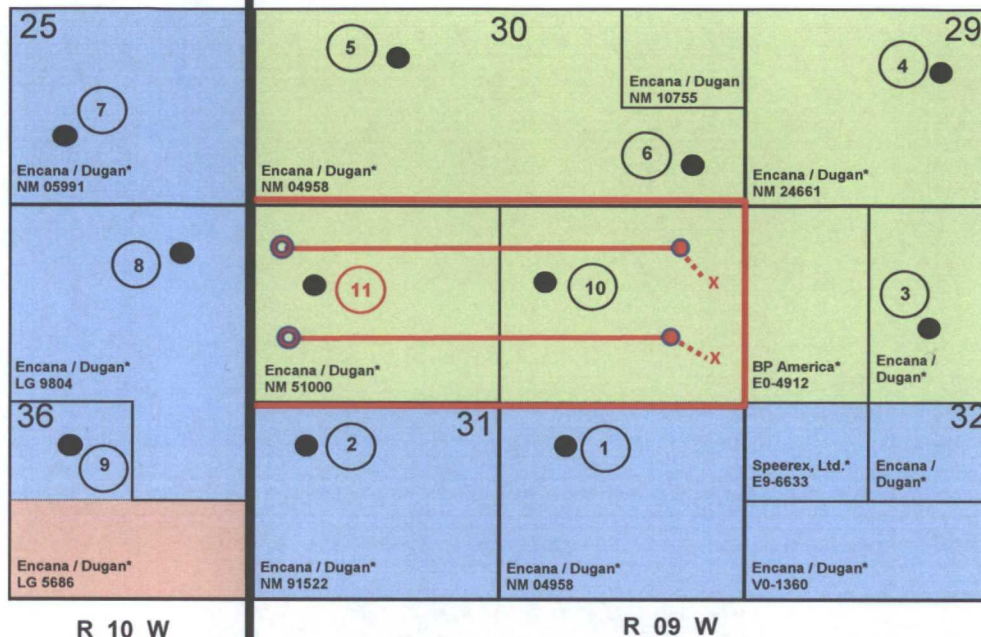 25
30
29
5
4
7
Encana / Dugan
NM 10755
6
Encana / Dugan*
NM 05991
Encana / Dugan*
NM 04958
Encana / Dugan*
NM 24661
8
11
10
X
3
X
Encana / Dugan*
LG 9804
Encana / Dugan*
NM 51000
BP America*
E0-4912
Encana /
Dugan*
36
31
32
9
2
1
Speerex, Ltd.*
E9-6633
Encana /
Dugan*
Encana / Dugan*
LG 5686
Encana / Dugan*
NM 91522
Encana / Dugan*
NM 04958
Encana / Dugan*
V0-1360
R 10 W
R 09 W